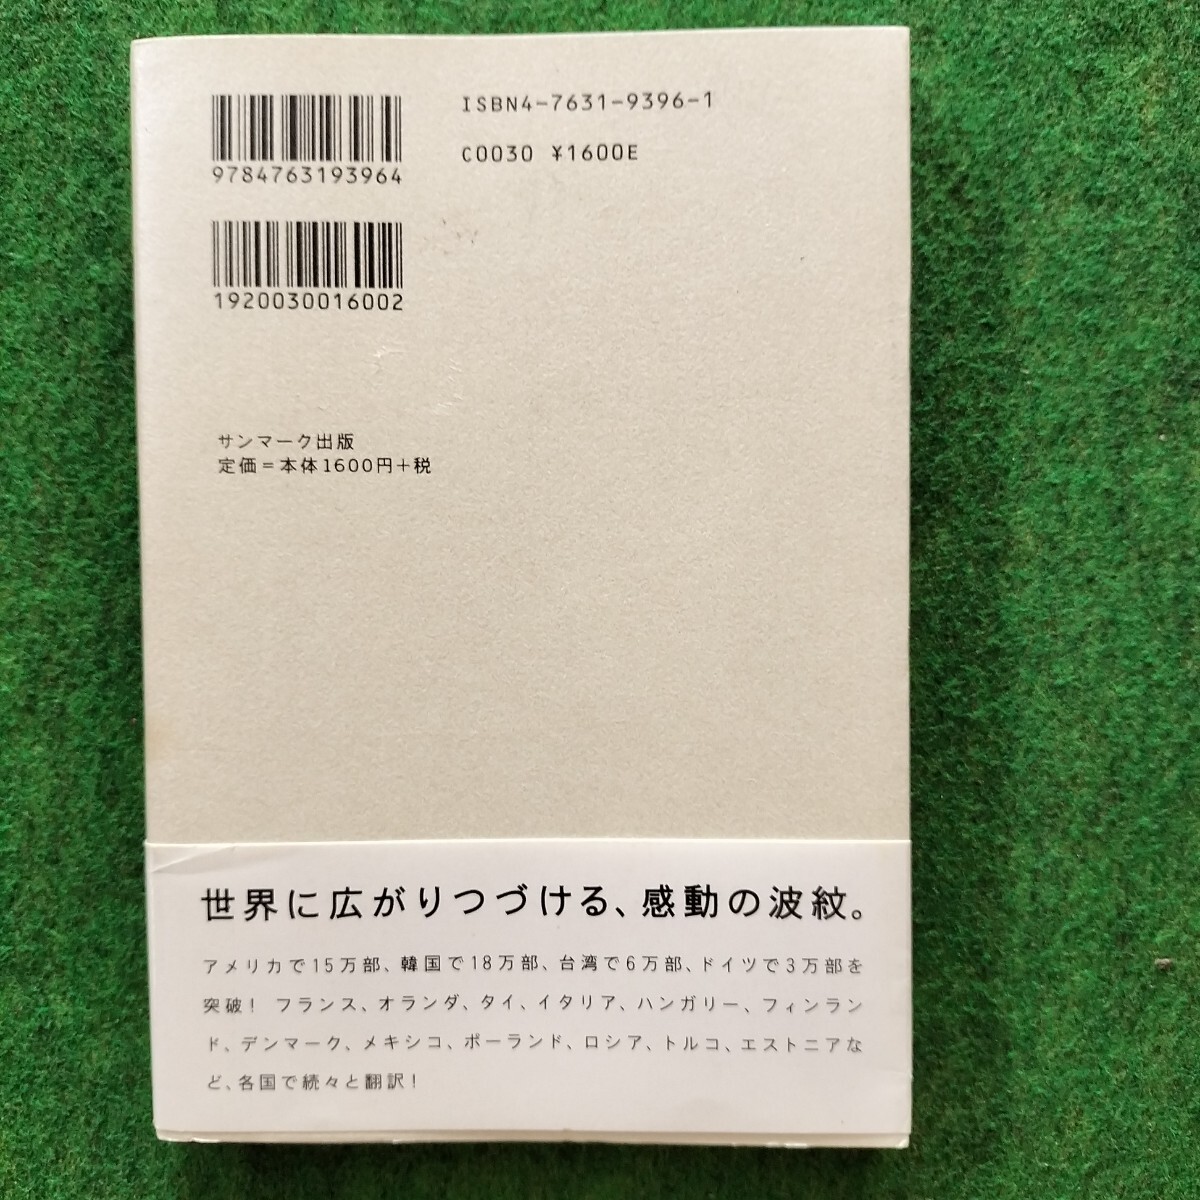 ISBN4-7631-9396-1
C0030 ¥1600E
9784763193964
1920030016002
サンマーク出版
定価＝本体1600円＋税
世界に広がりつづける、感動の波紋。
アメリカで15万部、韓国で18万部、台湾で6万部、ドイツで3万部を
突破！ フランス、オランダ、タイ、イタリア、ハンガリー、フィンラン
ド、デンマーク、メキシコ、ポーランド、ロシア、トルコ、エストニアな
ど、各国で続々と翻訳！